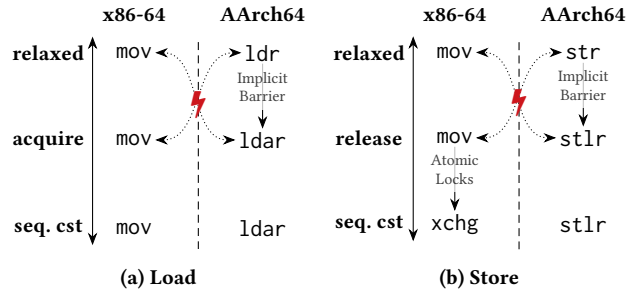 x86-64 AArch64 x86-64 AArch64
relaxed mov ldr relaxed mov str
Implicit Implicit
Barrier Barrier
acquire mov ldar release mov stlr
Atomic
Locks
seq. cst mov ldar seq. cst xchg stlr
(a) Load (b) Store